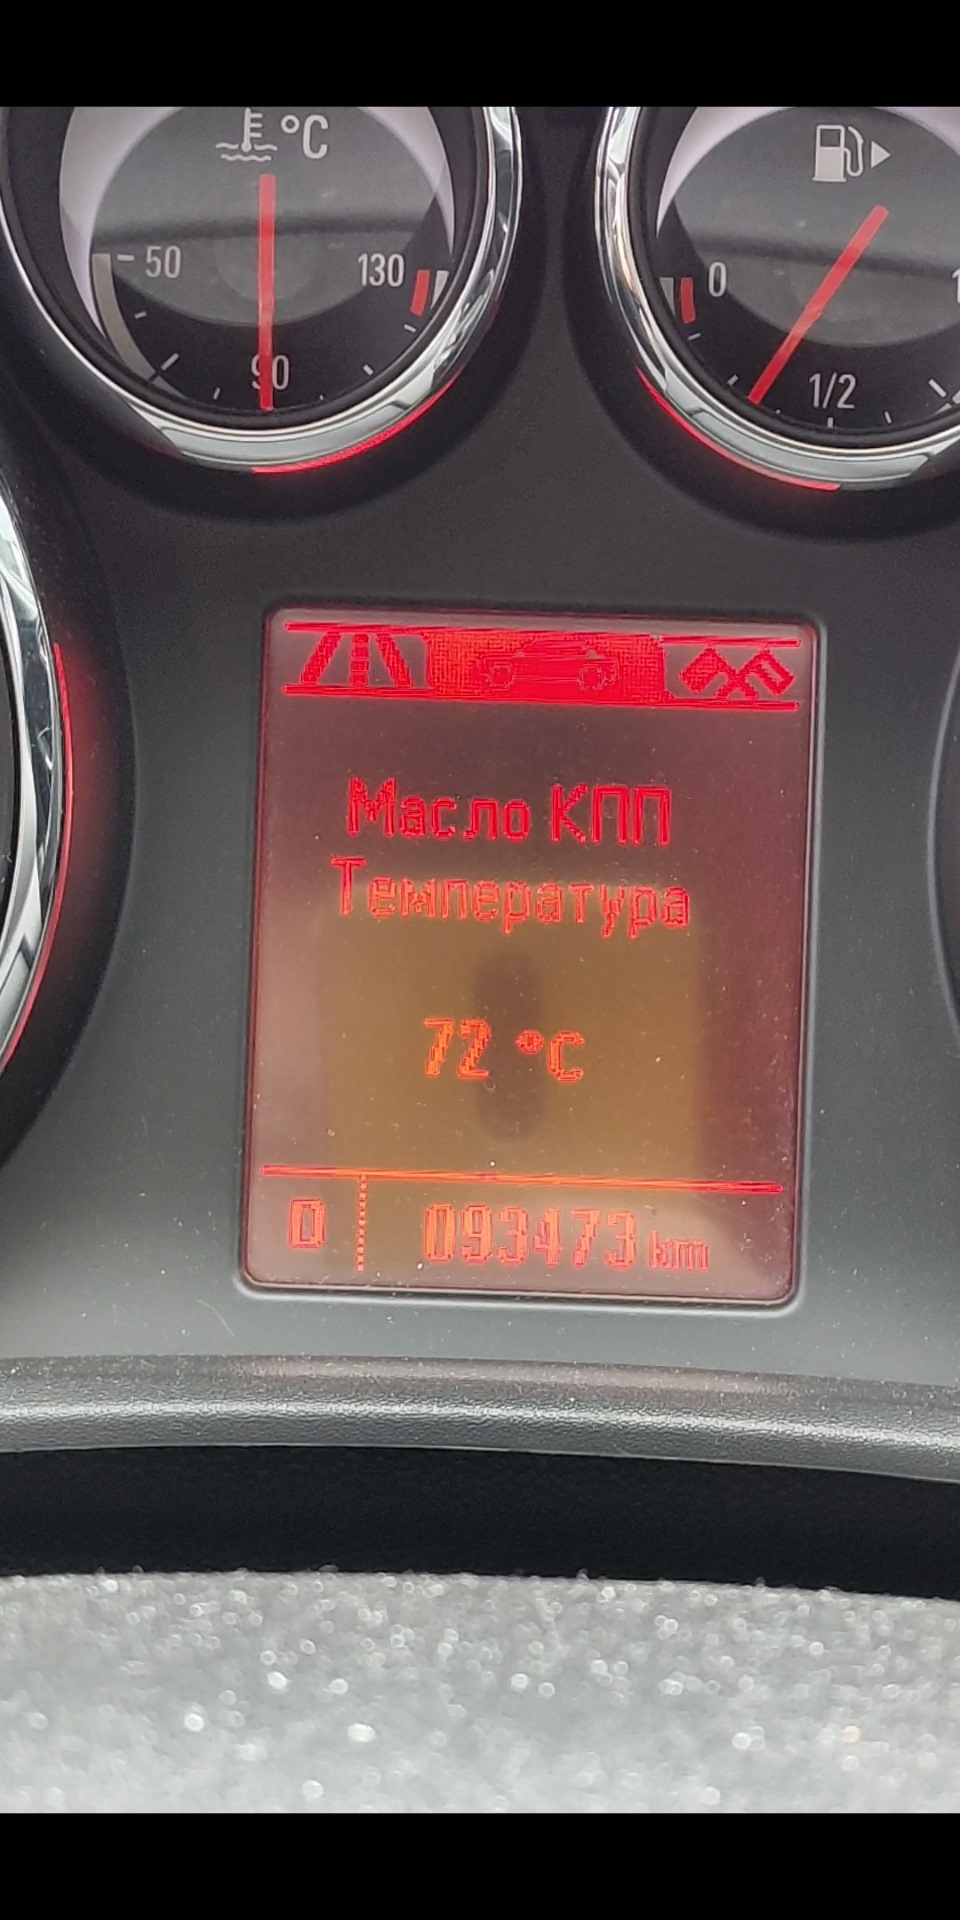 °C
50
130
90
0
1/2
Масло КПП
Температура
72 °C
D
093473 km